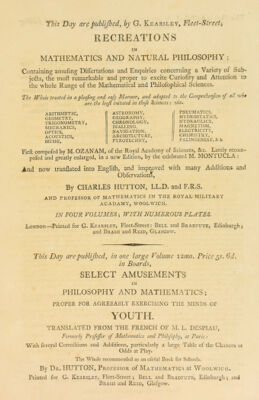 This Day are published, by G. KEARSLEY, Fleet-Street,
RECREATIONS
IN
MATHEMATICS AND NATURAL PHILOSOPHY:
Containing amusing Dissertations and Enquiries concerning a Variety of Sub-
jects, the most remarkable and proper to excite Curiosity and Attention to
the whole Range of the Mathematical and Philosophical Sciences.
The Whole treated in a pleasing and easy Manner, and adapted to the Comprehension of all who
are the least initiated in those Sciences: viz.
ARITHMETIC,
GEOMETRY,
TRIGONOMETRY,
MECHANICS,
OPTICS,
ACOUSTICS,
MUSIC,
ASTRONOMY,
GEOGRAPHY,
CHRONOLOGY,
DIALLING,
NAVIGATION,
ARCHITECTURE,
PYROTECHNY,
PNEUMATICS,
HYDROSTATICS,
HYDRAULICS,
MAGNETISM,
ELECTRICITY,
CHEMISTRY,
PALINGENESY, &c.
First composed by M. OZANAM, of the Royal Academy of Sciences, &c. Lately recom-
posed and greatly enlarged, in a new Edition, by the celebrated M. MONTUCLA:
And now translated into English, and improved with many Additions and
Observations,
By CHARLES HUTTON, LL.D. and F.R.S.
AND PROFESSOR OF MATHEMATICS IN THE ROYAL MILITARY
ACADAMY, WOOLWICH.
IN FOUR VOLUMES; WITH NUMEROUS PLATES.
LONDON—Printed for G. KEARSLEY, Fleet-Street: BELL and BRADFUTE, Edinburgh;
and BRASH and REID, GLASGOW.
This Day are published, in one large Volume 12mo. Price 5s. 6d.
in Boards,
SELECT AMUSEMENTS
IN
PHILOSOPHY AND MATHEMATICS;
PROPER FOR AGREEABLY EXERCISING THE MINDS OF
YOUTH.
TRANSLATED FROM THE FRENCH OF M. L. DESPIAU,
Formerly Professor of Mathematics and Philosophy, at Paris:
With several Corrections and Additions, particularly a large Table of the Chances or
Odds at Play.
The Whole recommended as an useful Book for Schools.
By DR. HUTTON, PROFESSOR OF MATHEMATICS AT WOOLWICH.
Printed for G. KEARSLEY, Fleet-Street; BELL and BRADFUTE, Edinburgh; and
BRASH and REID, Glasgow.